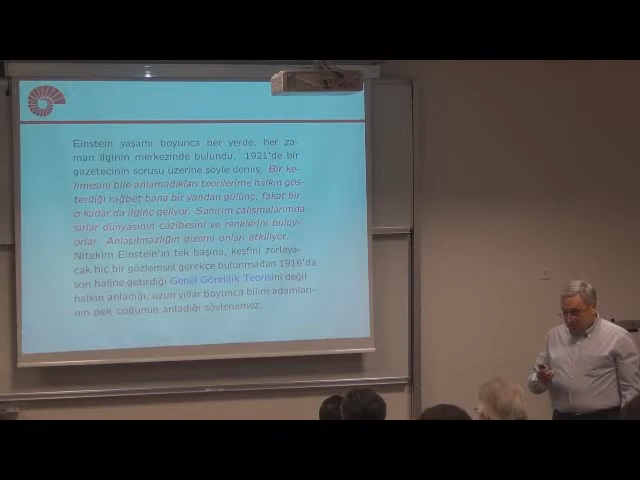 Einstein yaşamı boyunca her yerde, her za-
man ilginin merkezinde bulundu. 1921'de bir
gazetecinin sorusu üzerine şöyle demiş: Bir ke-
limesini bile anlamadıkları teorilerime halkın gös-
terdiği rağbet bana bir yandan gülünç, fakat bir
o kadar da ilginç geliyor. Sanırım çalışmalarımda
sırlar dünyasının cazibesini ve renklerini buluy-
orlar. Anlaşılmazlığın gizemi onları etkiliyor.
Nitekim Einstein'ın tek başına, keşfini zorlaya-
cak hiç bir gözlemsel gerekçe bulunmadan 1916'da
son haline getirdiği Genel Görelilik Teorisini değil
halkın anladığı, uzun yıllar boyunca bilim adamları-
nın pek çoğunun anladığı söylenemez.